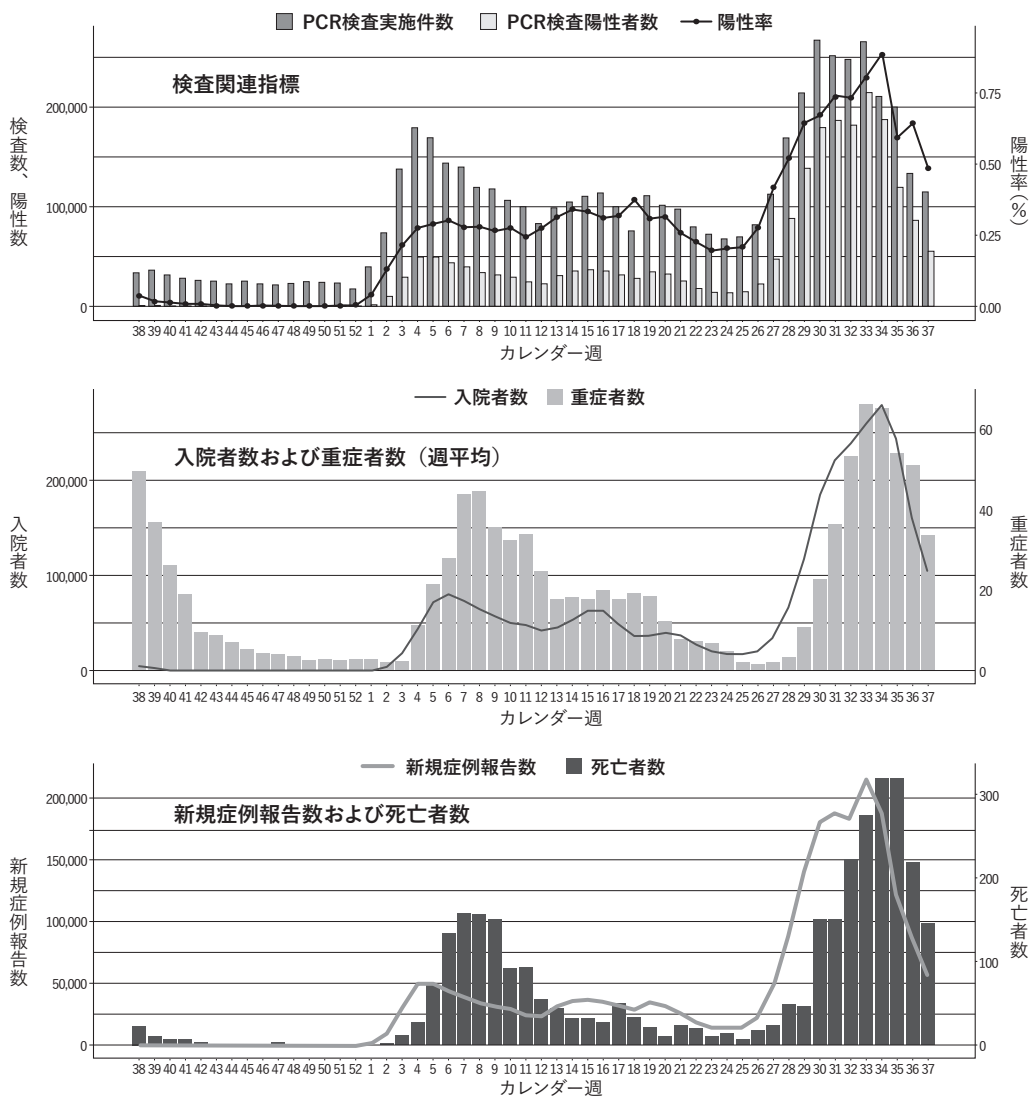 PCR検査実施件数 PCR検査陽性者数 陽性率
検査関連指標
検査数、陽性数
200,000
100,000
0
陽性率(%)
0.75
0.50
0.25
0.00
38 39 40 41 42 43 44 45 46 47 48 49 50 51 52 1 2 3 4 5 6 7 8 9 10 11 12 13 14 15 16 17 18 19 20 21 22 23 24 25 26 27 28 29 30 31 32 33 34 35 36 37
カレンダー週
入院者数 重症者数
入院者数および重症者数（週平均）
入院者数
200,000
100,000
0
重症者数
60
40
20
0
38 39 40 41 42 43 44 45 46 47 48 49 50 51 52 1 2 3 4 5 6 7 8 9 10 11 12 13 14 15 16 17 18 19 20 21 22 23 24 25 26 27 28 29 30 31 32 33 34 35 36 37
カレンダー週
新規症例報告数 死亡者数
新規症例報告数および死亡者数
新規症例報告数
200,000
150,000
100,000
50,000
0
死亡者数
300
200
100
0
38 39 40 41 42 43 44 45 46 47 48 49 50 51 52 1 2 3 4 5 6 7 8 9 10 11 12 13 14 15 16 17 18 19 20 21 22 23 24 25 26 27 28 29 30 31 32 33 34 35 36 37
カレンダー週